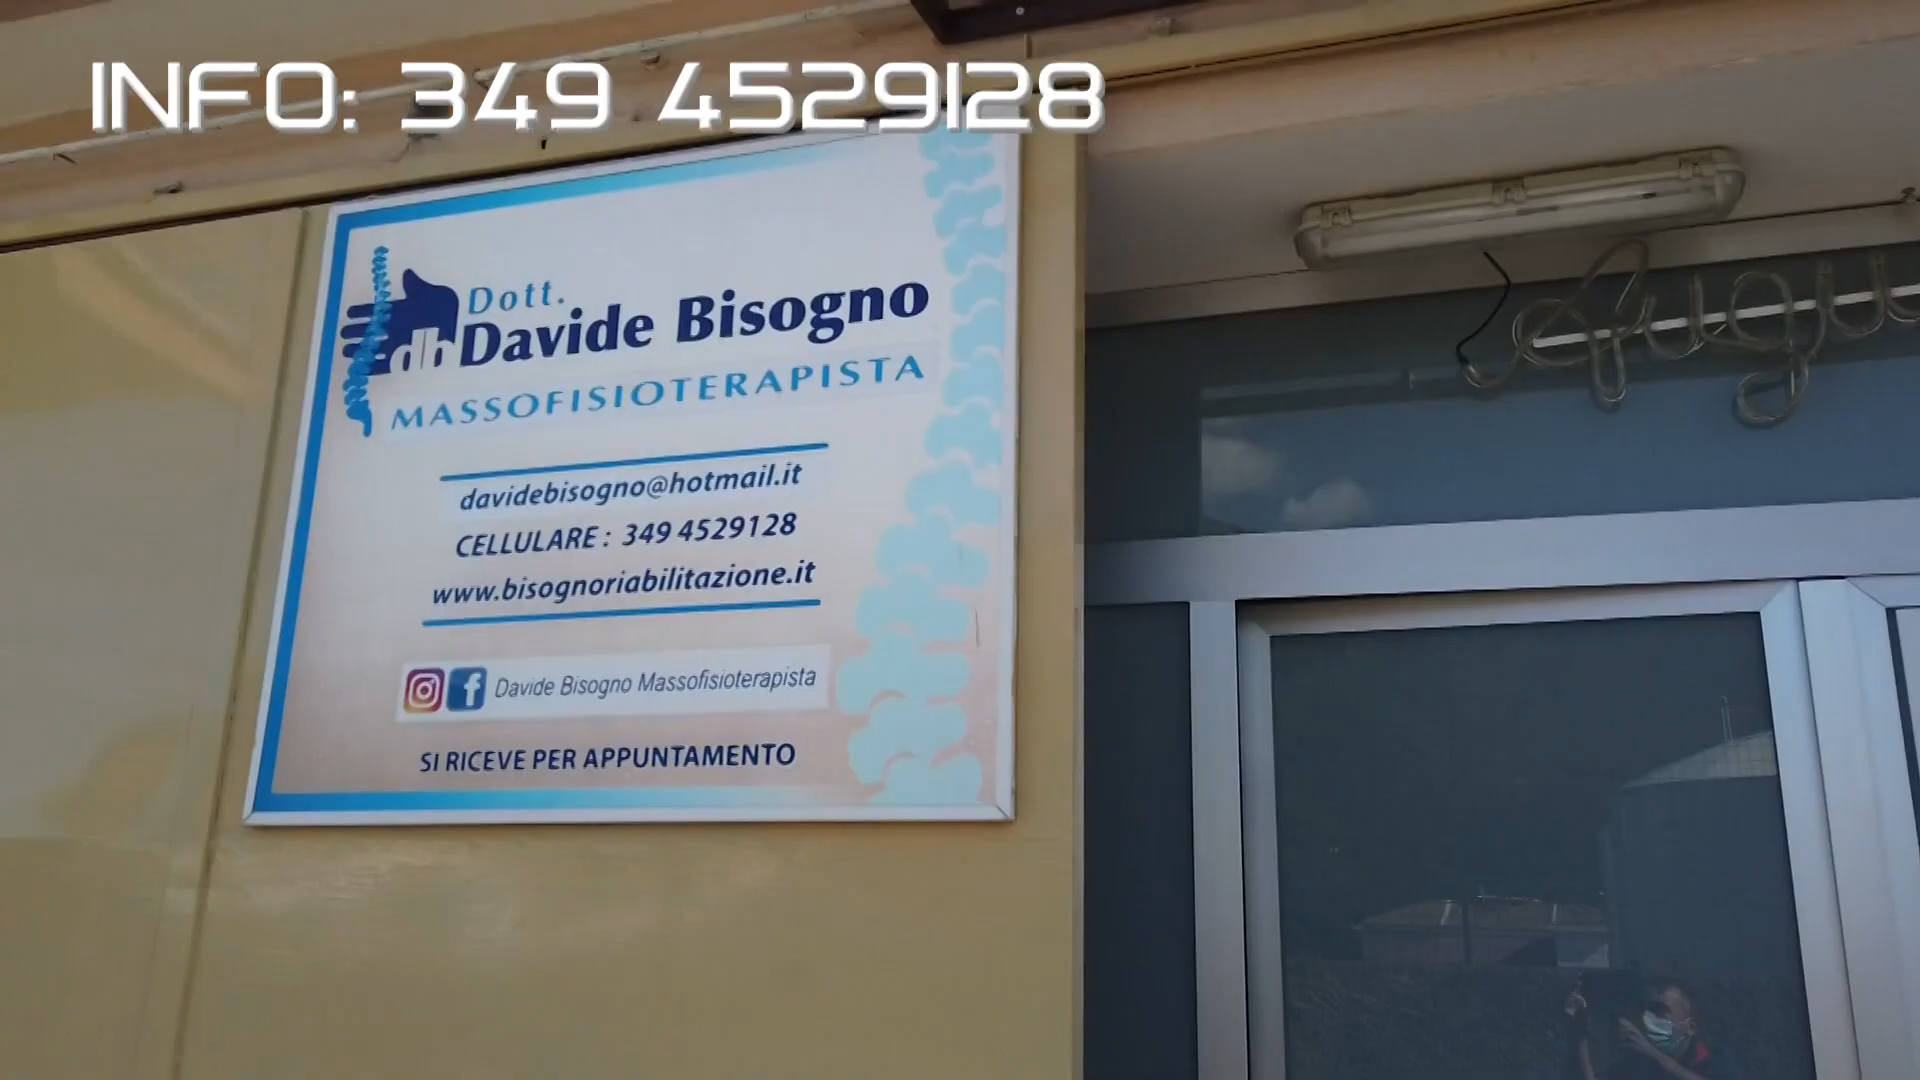 INFO: 349 4529128
Dott.
Davide Bisogno
db
MASSOFISIOTERAPISTA
davidebisogno@hotmail.it
CELLULARE : 349 4529128
www.bisognoriabilitazione.it
Davide Bisogno Massofisioterapista
SI RICEVE PER APPUNTAMENTO